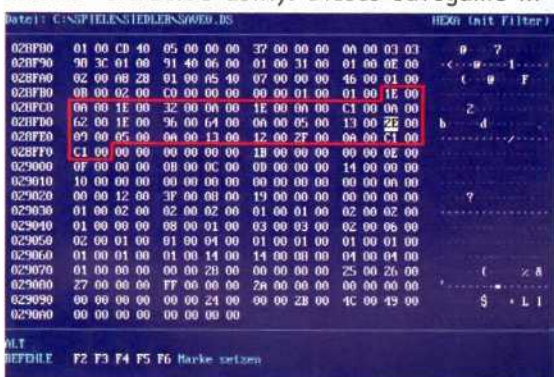 Datei: C:\SPIELE\SIEDLER\SAVE0.DS HEXA (mit Filter)
028F80 01 00 CD 40 05 00 00 00 37 00 00 00 0A 00 03 03
028F90 9B 3C 01 00 91 40 06 00 01 00 31 00 01 00 0E 00
028FA0 02 00 A8 28 01 00 A5 40 07 00 00 00 46 00 01 00
028FB0 0B 00 02 00 C0 00 00 00 00 00 01 00 01 00 1E 00
028FC0 0A 00 1E 00 32 00 0A 00 1E 00 0A 00 C1 00 0A 00
028FD0 62 00 1E 00 96 00 64 00 0A 00 05 00 13 00 2E 00
028FE0 09 00 05 00 0A 00 13 00 12 00 2F 00 0A 00 C1 00
028FF0 C1 00 00 00 00 00 00 00 1B 00 00 00 00 00 0E 00
029000 0F 00 00 00 0B 00 0C 00 0D 00 00 00 14 00 00 00
029010 10 00 00 00 00 00 00 00 00 00 00 00 00 00 0A 00
029020 00 00 12 00 3F 00 08 00 19 00 00 00 00 00 00 00
029030 01 00 02 00 02 00 02 00 01 00 01 00 02 00 02 00
029040 01 00 00 00 08 00 01 00 03 00 03 00 02 00 06 00
029050 02 00 01 00 01 00 04 00 01 00 01 00 01 00 01 00
029060 01 00 01 00 01 00 14 00 14 00 08 00 04 00 04 00
029070 01 00 00 00 00 00 28 00 00 00 00 00 25 00 26 00
029080 27 00 00 00 FF 00 00 00 2A 00 00 00 00 00 00 00
029090 00 00 00 00 00 00 24 00 00 00 2B 00 4C 00 49 00
0290A0 00 00 00 00 00 00 00 00
ALT
BEFEHLE F2 F3 F4 F5 F6 Marke setzen